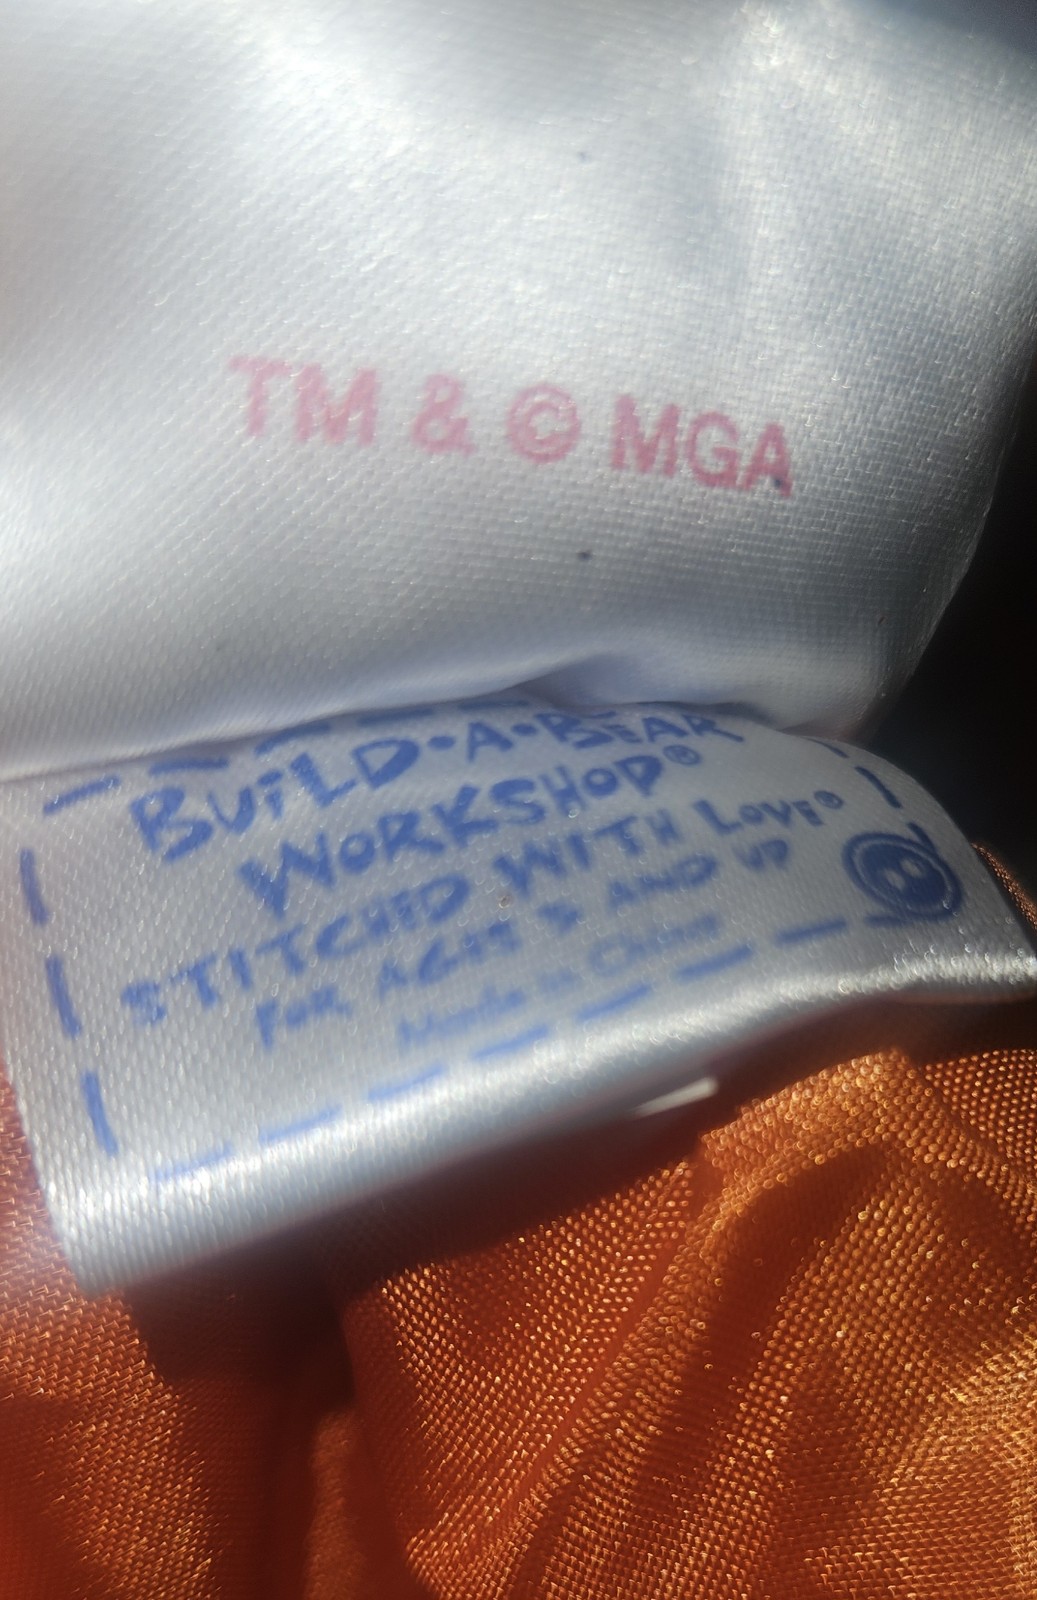 TM & © MGA
BUiLD•A•BEAR
WORKSHOP®
STITCHED WITH LOVE®
FOR AGES 3 AND UP
Made in China